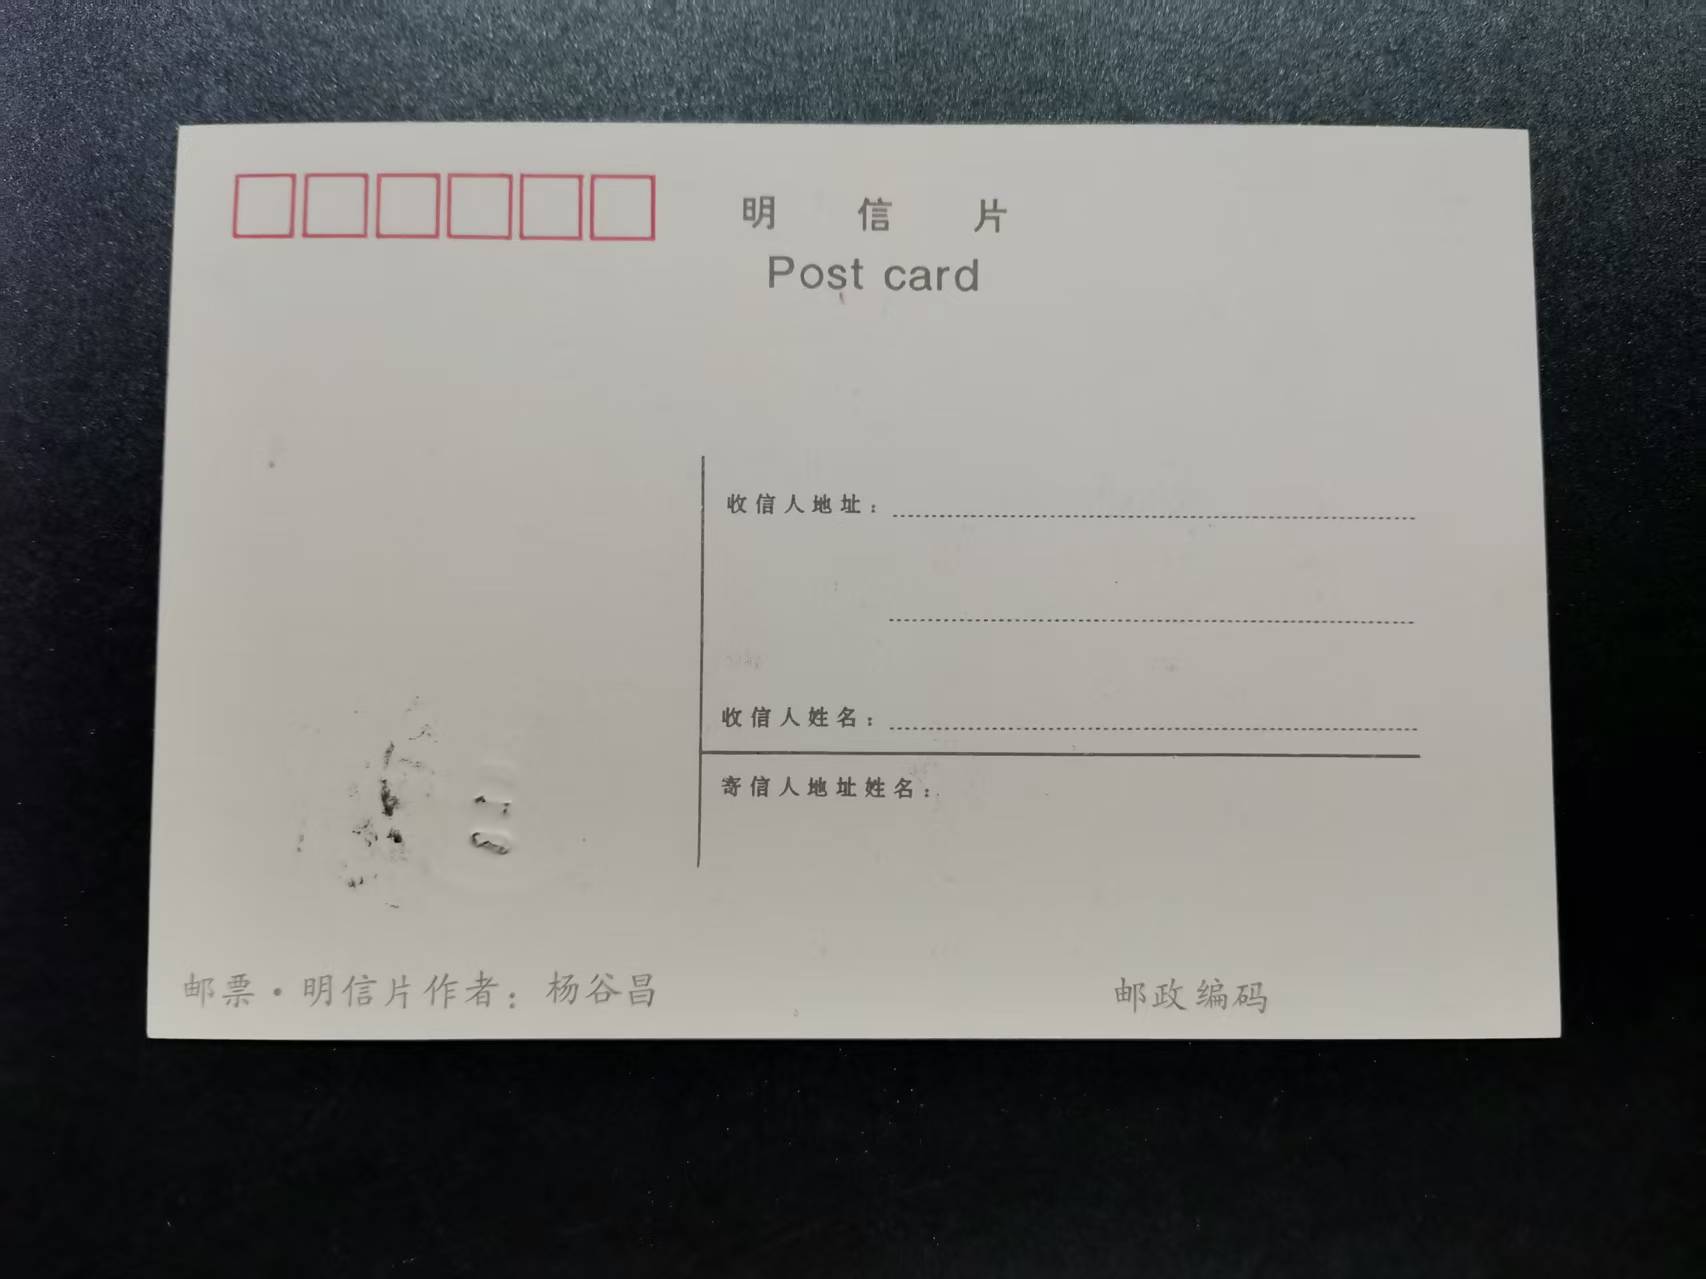 明信片
Post card
收信人地址：
收信人姓名：
寄信人地址姓名：
邮票·明信片作者：杨谷昌
邮政编码